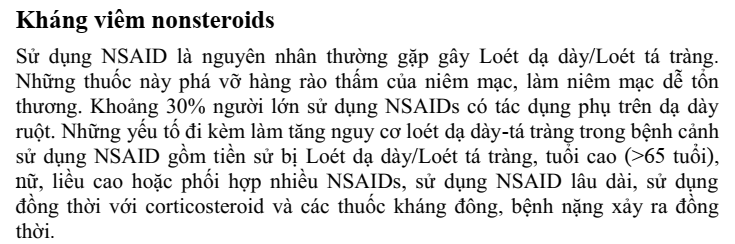 Kháng viêm nonsteroids
Sử dụng NSAID là nguyên nhân thường gặp gây Loét dạ dày/Loét tá tràng.
Những thuốc này phá vỡ hàng rào thấm của niêm mạc, làm niêm mạc dễ tổn
thương. Khoảng 30% người lớn sử dụng NSAIDs có tác dụng phụ trên dạ dày
ruột. Những yếu tố đi kèm làm tăng nguy cơ loét dạ dày-tá tràng trong bệnh cảnh
sử dụng NSAID gồm tiền sử bị Loét dạ dày/Loét tá tràng, tuổi cao (>65 tuổi),
nữ, liều cao hoặc phối hợp nhiều NSAIDs, sử dụng NSAID lâu dài, sử dụng
đồng thời với corticosteroid và các thuốc kháng đông, bệnh nặng xảy ra đồng
thời.